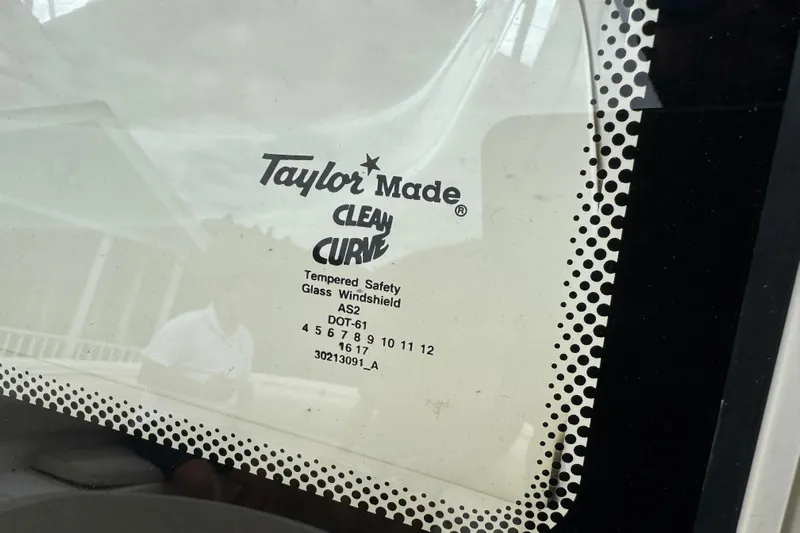 Taylor Made®
CLEAN
CURVE
Tempered Safety
Glass Windshield
AS2
DOT-61
4 5 6 7 8 9 10 11 12
16 17
30213091_A